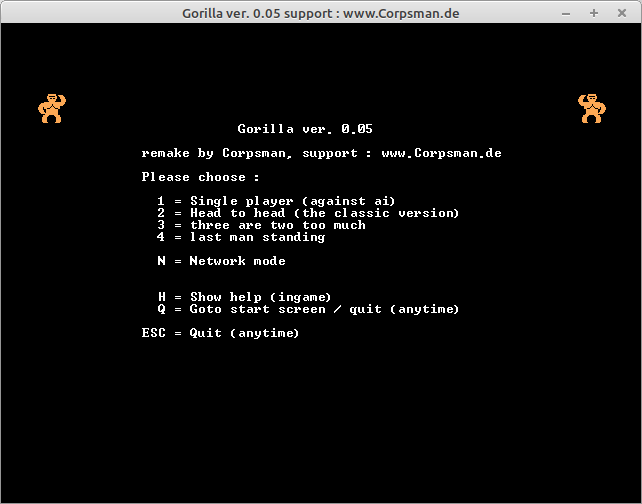 Gorilla ver. 0.05 support : www.Corpsman.de
Gorilla ver. 0.05
remake by Corpsman, support : www.Corpsman.de
Please choose :
1 = Single player (against ai)
2 = Head to head (the classic version)
3 = three are two too much
4 = last man standing
N = Network mode
H = Show help (ingame)
Q = Goto start screen / quit (anytime)
ESC = Quit (anytime)